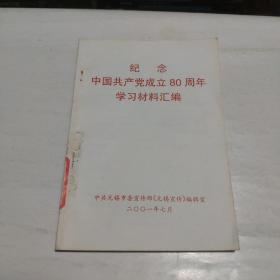 纪念
中国共产党成立80周年
学习材料汇编
中共无锡市委宣传部《无锡宣传》编辑室
二〇〇一年七月